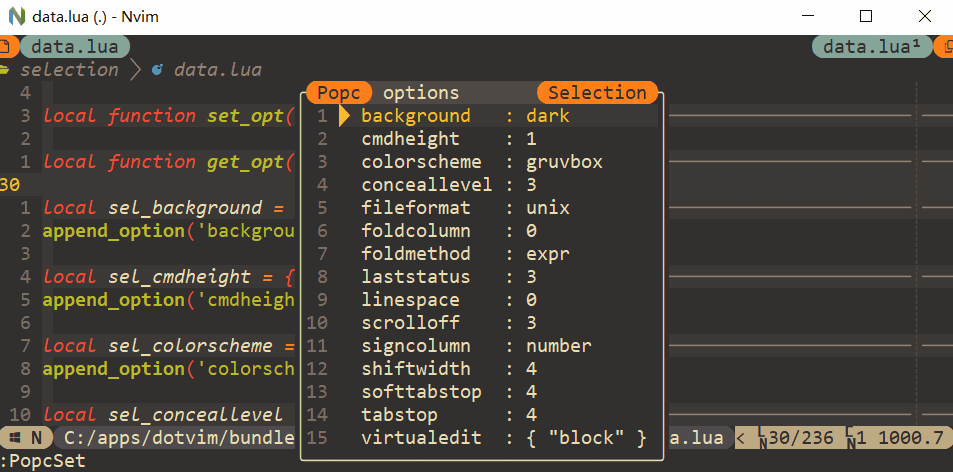 data.lua (.) - Nvim
data.lua data.lua¹
selection > data.lua
Popc options Selection
4
3 local function set_opt(
2
1 local function get_opt(
30
1 local sel_background =
2 append_option('backgrou
3
4 local sel_cmdheight = {
5 append_option('cmdheigh
6
7 local sel_colorscheme =
8 append_option('colorsch
9
10 local sel_conceallevel
1 background : dark
2 cmdheight : 1
3 colorscheme : gruvbox
4 conceallevel : 3
5 fileformat : unix
6 foldcolumn : 0
7 foldmethod : expr
8 laststatus : 3
9 linespace : 0
10 scrolloff : 3
11 signcolumn : number
12 shiftwidth : 4
13 softtabstop : 4
14 tabstop : 4
15 virtualedit : { "block" }
N C:/apps/dotvim/bundle a.lua < LN 30/236 LN 1 1000.7
:PopcSet